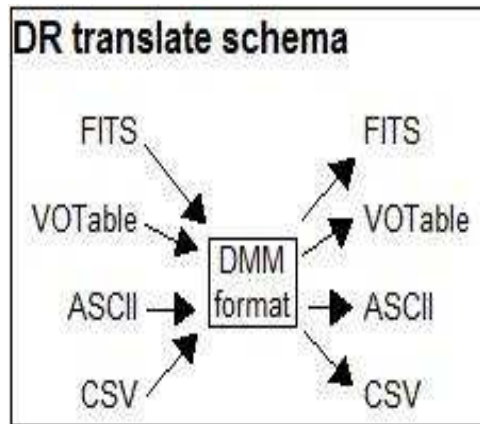 DR translate schema
FITS
FITS
VOTable
VOTable
DMM
format
ASCII
ASCII
CSV
CSV